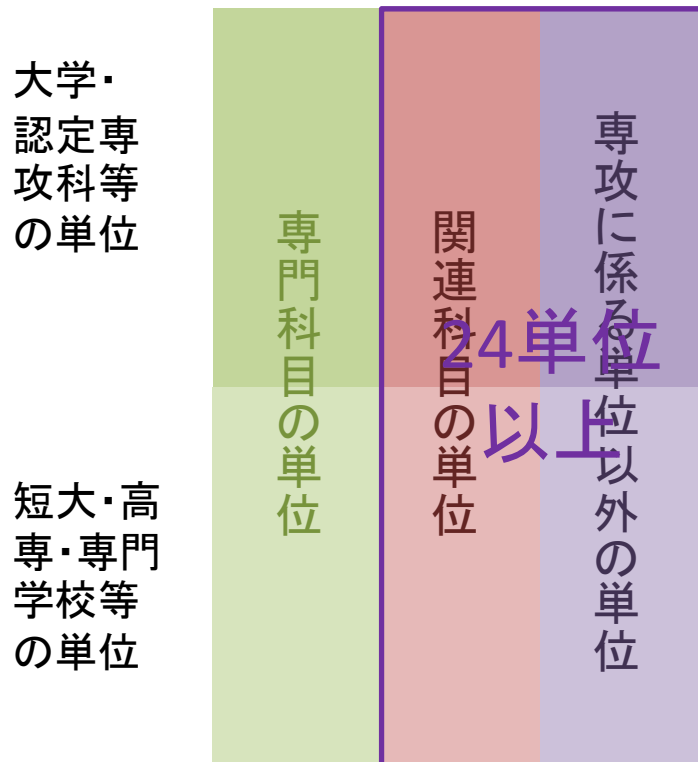 大学・
認定専
攻科等
の単位
短大・高
専・専門
学校等
の単位
専門科目の単位
関連科目の単位
専攻に係る単位以外の単位
24単位
以上